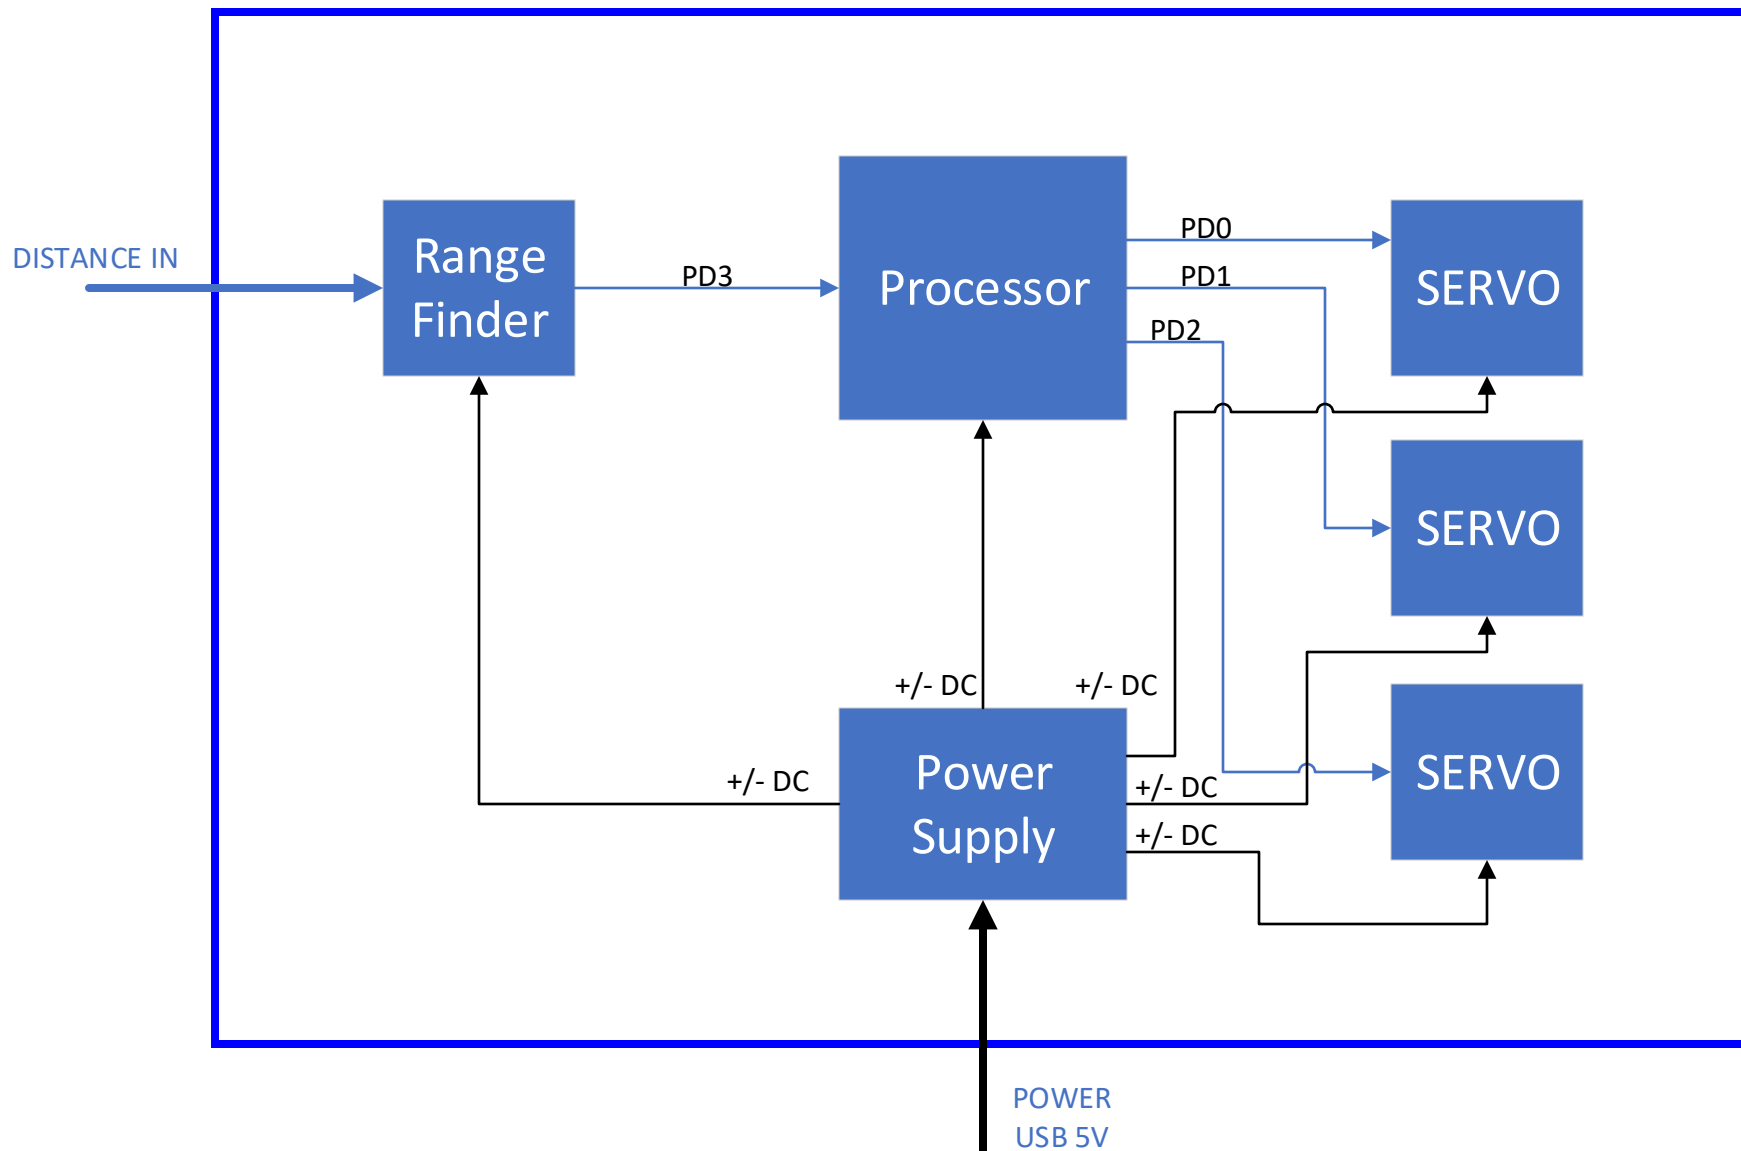 DISTANCE IN
Range
Finder
PD3
Processor
PD0
PD1
PD2
SERVO
SERVO
SERVO
+/- DC
+/- DC
+/- DC
Power
Supply
+/- DC
+/- DC
POWER
USB 5V